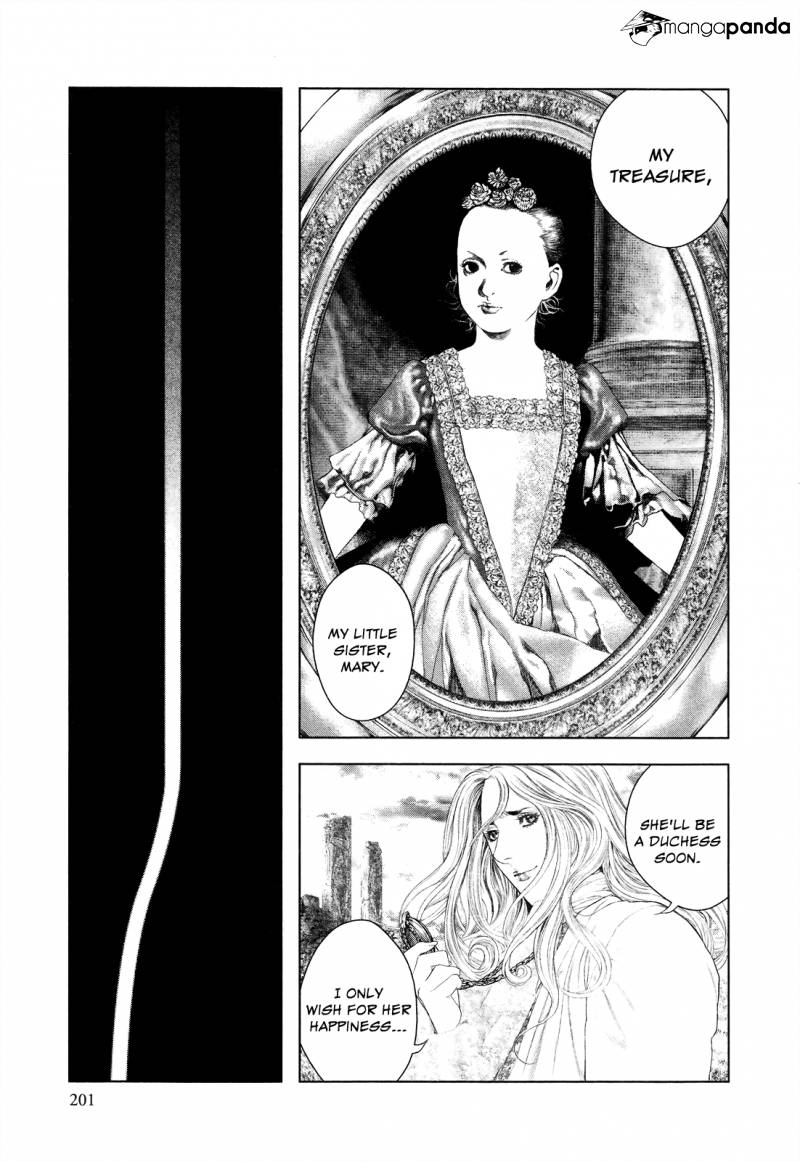 mangapanda
MY
TREASURE,
MY LITTLE
SISTER,
MARY.
SHE'LL BE
A DUCHESS
SOON.
I ONLY
WISH FOR HER
HAPPINESS...
201